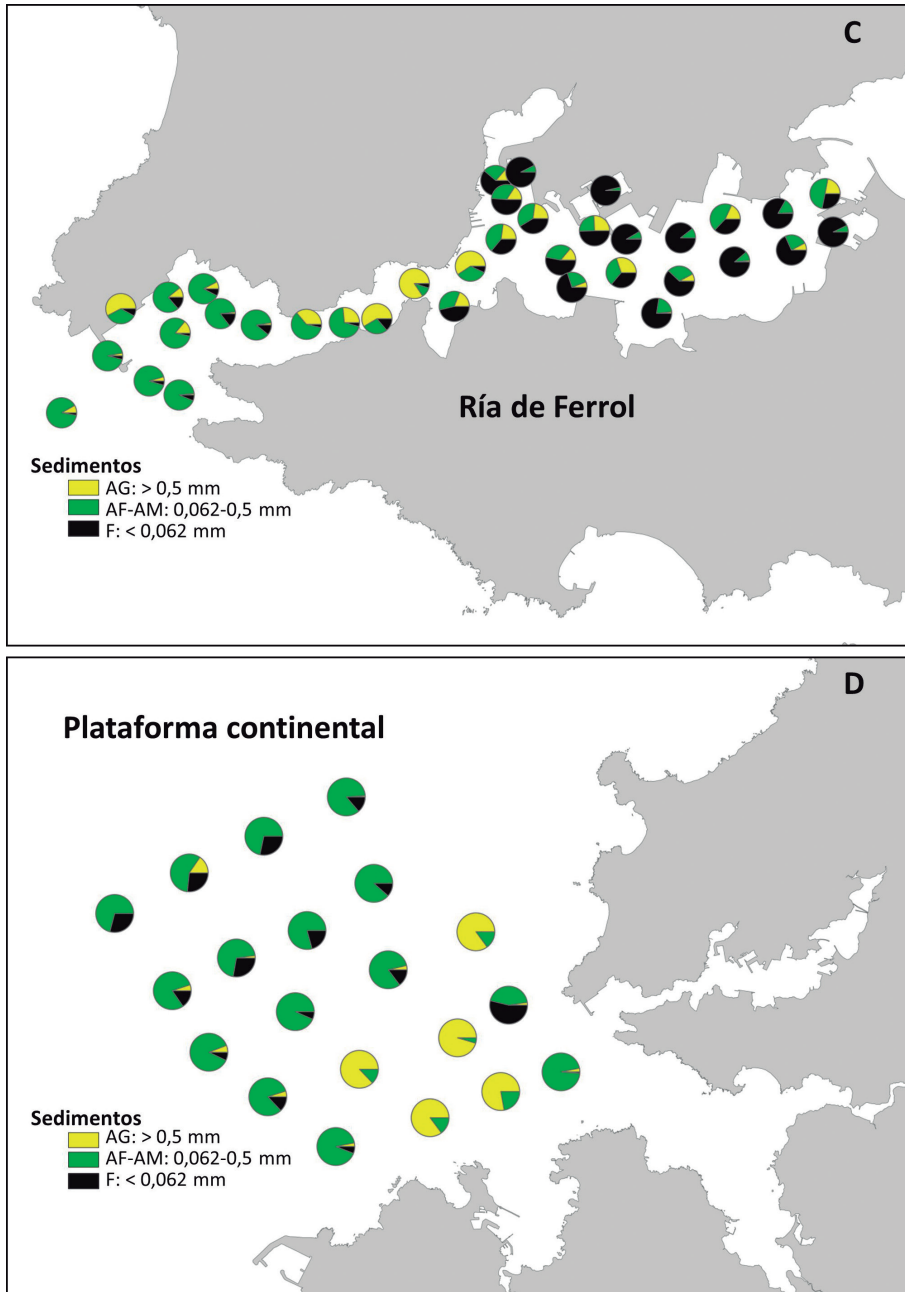 C
Ría de Ferrol
Sedimentos
AG: > 0,5 mm
AF-AM: 0,062-0,5 mm
F: < 0,062 mm
D
Plataforma continental
Sedimentos
AG: > 0,5 mm
AF-AM: 0,062-0,5 mm
F: < 0,062 mm